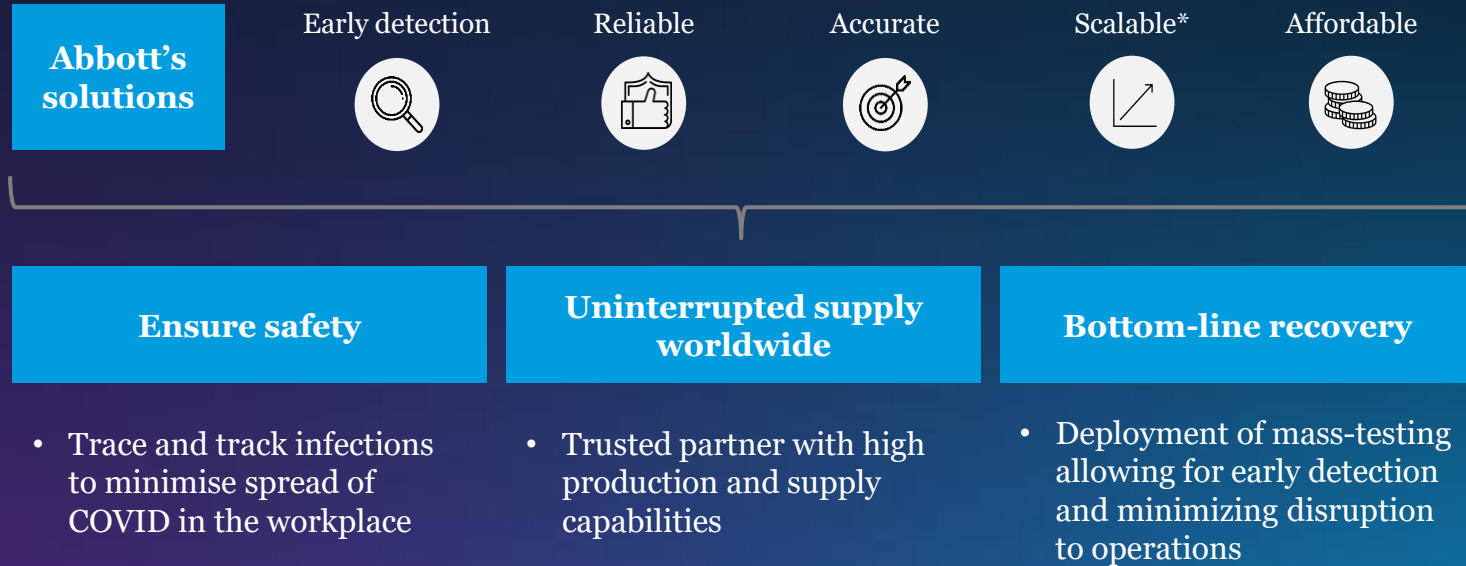 Abbott’s
solutions
Early detection
Reliable
Accurate
Scalable*
Affordable
Ensure safety
Uninterrupted supply
worldwide
Bottom-line recovery
• Trace and track infections
to minimise spread of
COVID in the workplace
• Trusted partner with high
production and supply
capabilities
• Deployment of mass-testing
allowing for early detection
and minimizing disruption
to operations